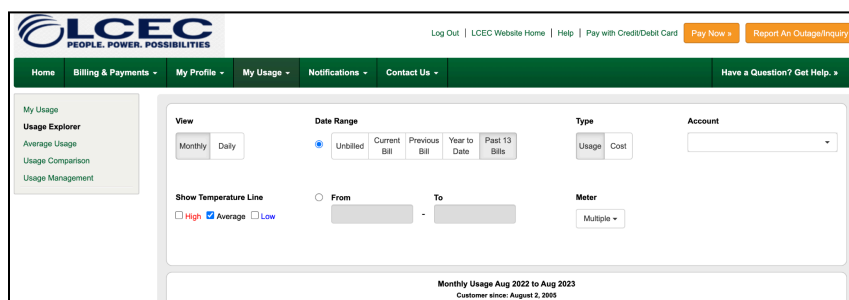 LCEC
PEOPLE. POWER. POSSIBILITIES
Log Out | LCEC Website Home | Help | Pay with Credit/Debit Card
Pay Now »
Report An Outage/Inquiry
Home
Billing & Payments
My Profile
My Usage
Notifications
Contact Us
Have a Question? Get Help. »
My Usage
Usage Explorer
Average Usage
Usage Comparison
Usage Management
View
Monthly
Daily
Date Range
Unbilled
Current
Bill
Previous
Bill
Year to
Date
Past 13
Bills
Type
Usage
Cost
Account
Show Temperature Line
High
Average
Low
From
To
-
Meter
Multiple
Monthly Usage Aug 2022 to Aug 2023
Customer since: August 2, 2005